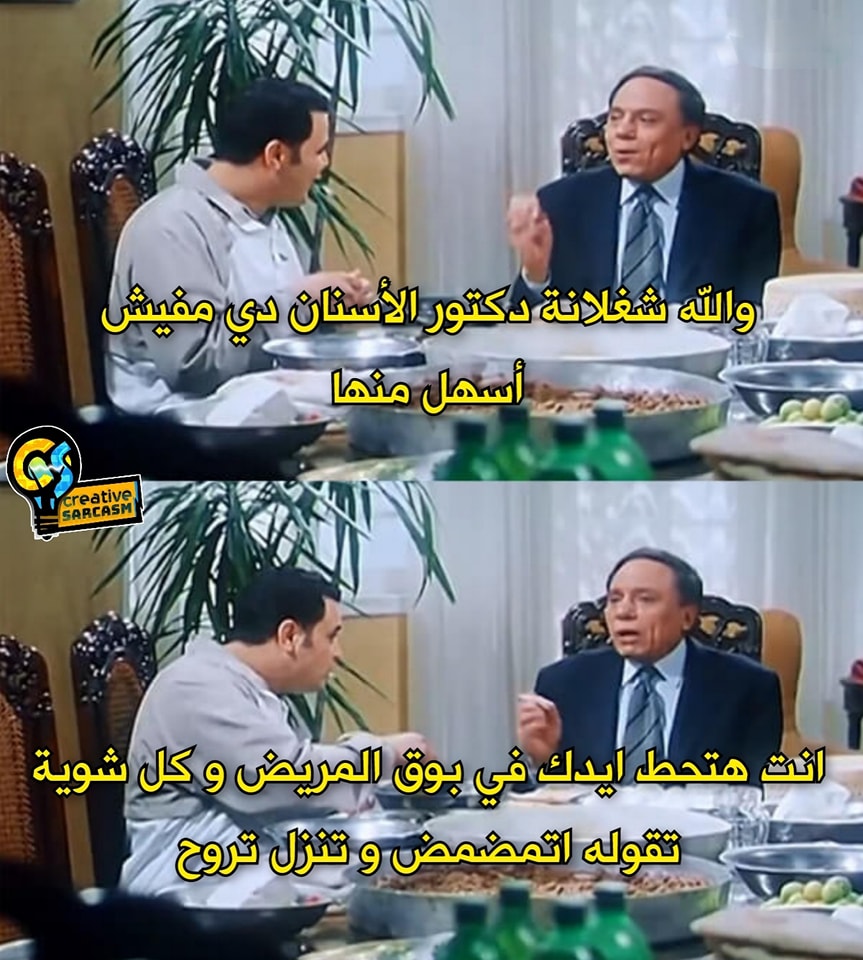 والله شغلانة دكتور الأسنان دي مفيش
أسهل منها
creative
SARCASM
انت هتحط ايدك في بوق المريض و كل شوية
تقوله اتمضمض و تنزل تروح